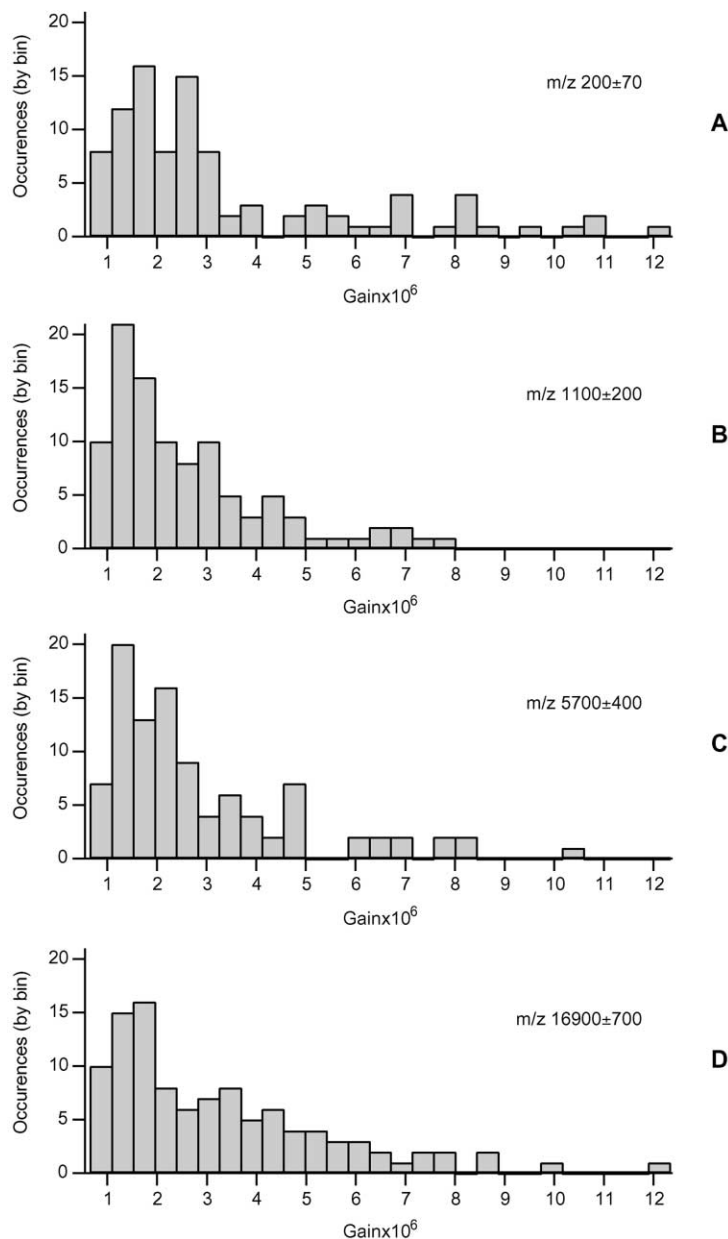 20
15
10
5
0
Occurences (by bin)
m/z 200±70
A
1 2 3 4 5 6 7 8 9 10 11 12
Gainx10⁶
20
15
10
5
0
Occurrences (by bin)
m/z 1100±200
B
1 2 3 4 5 6 7 8 9 10 11 12
Gainx10⁶
20
15
10
5
0
Occurences (by bin)
m/z 5700±400
C
1 2 3 4 5 6 7 8 9 10 11 12
Gainx10⁶
20
15
10
5
0
Occurences (by bin)
m/z 16900±700
D
1 2 3 4 5 6 7 8 9 10 11 12
Gainx10⁶